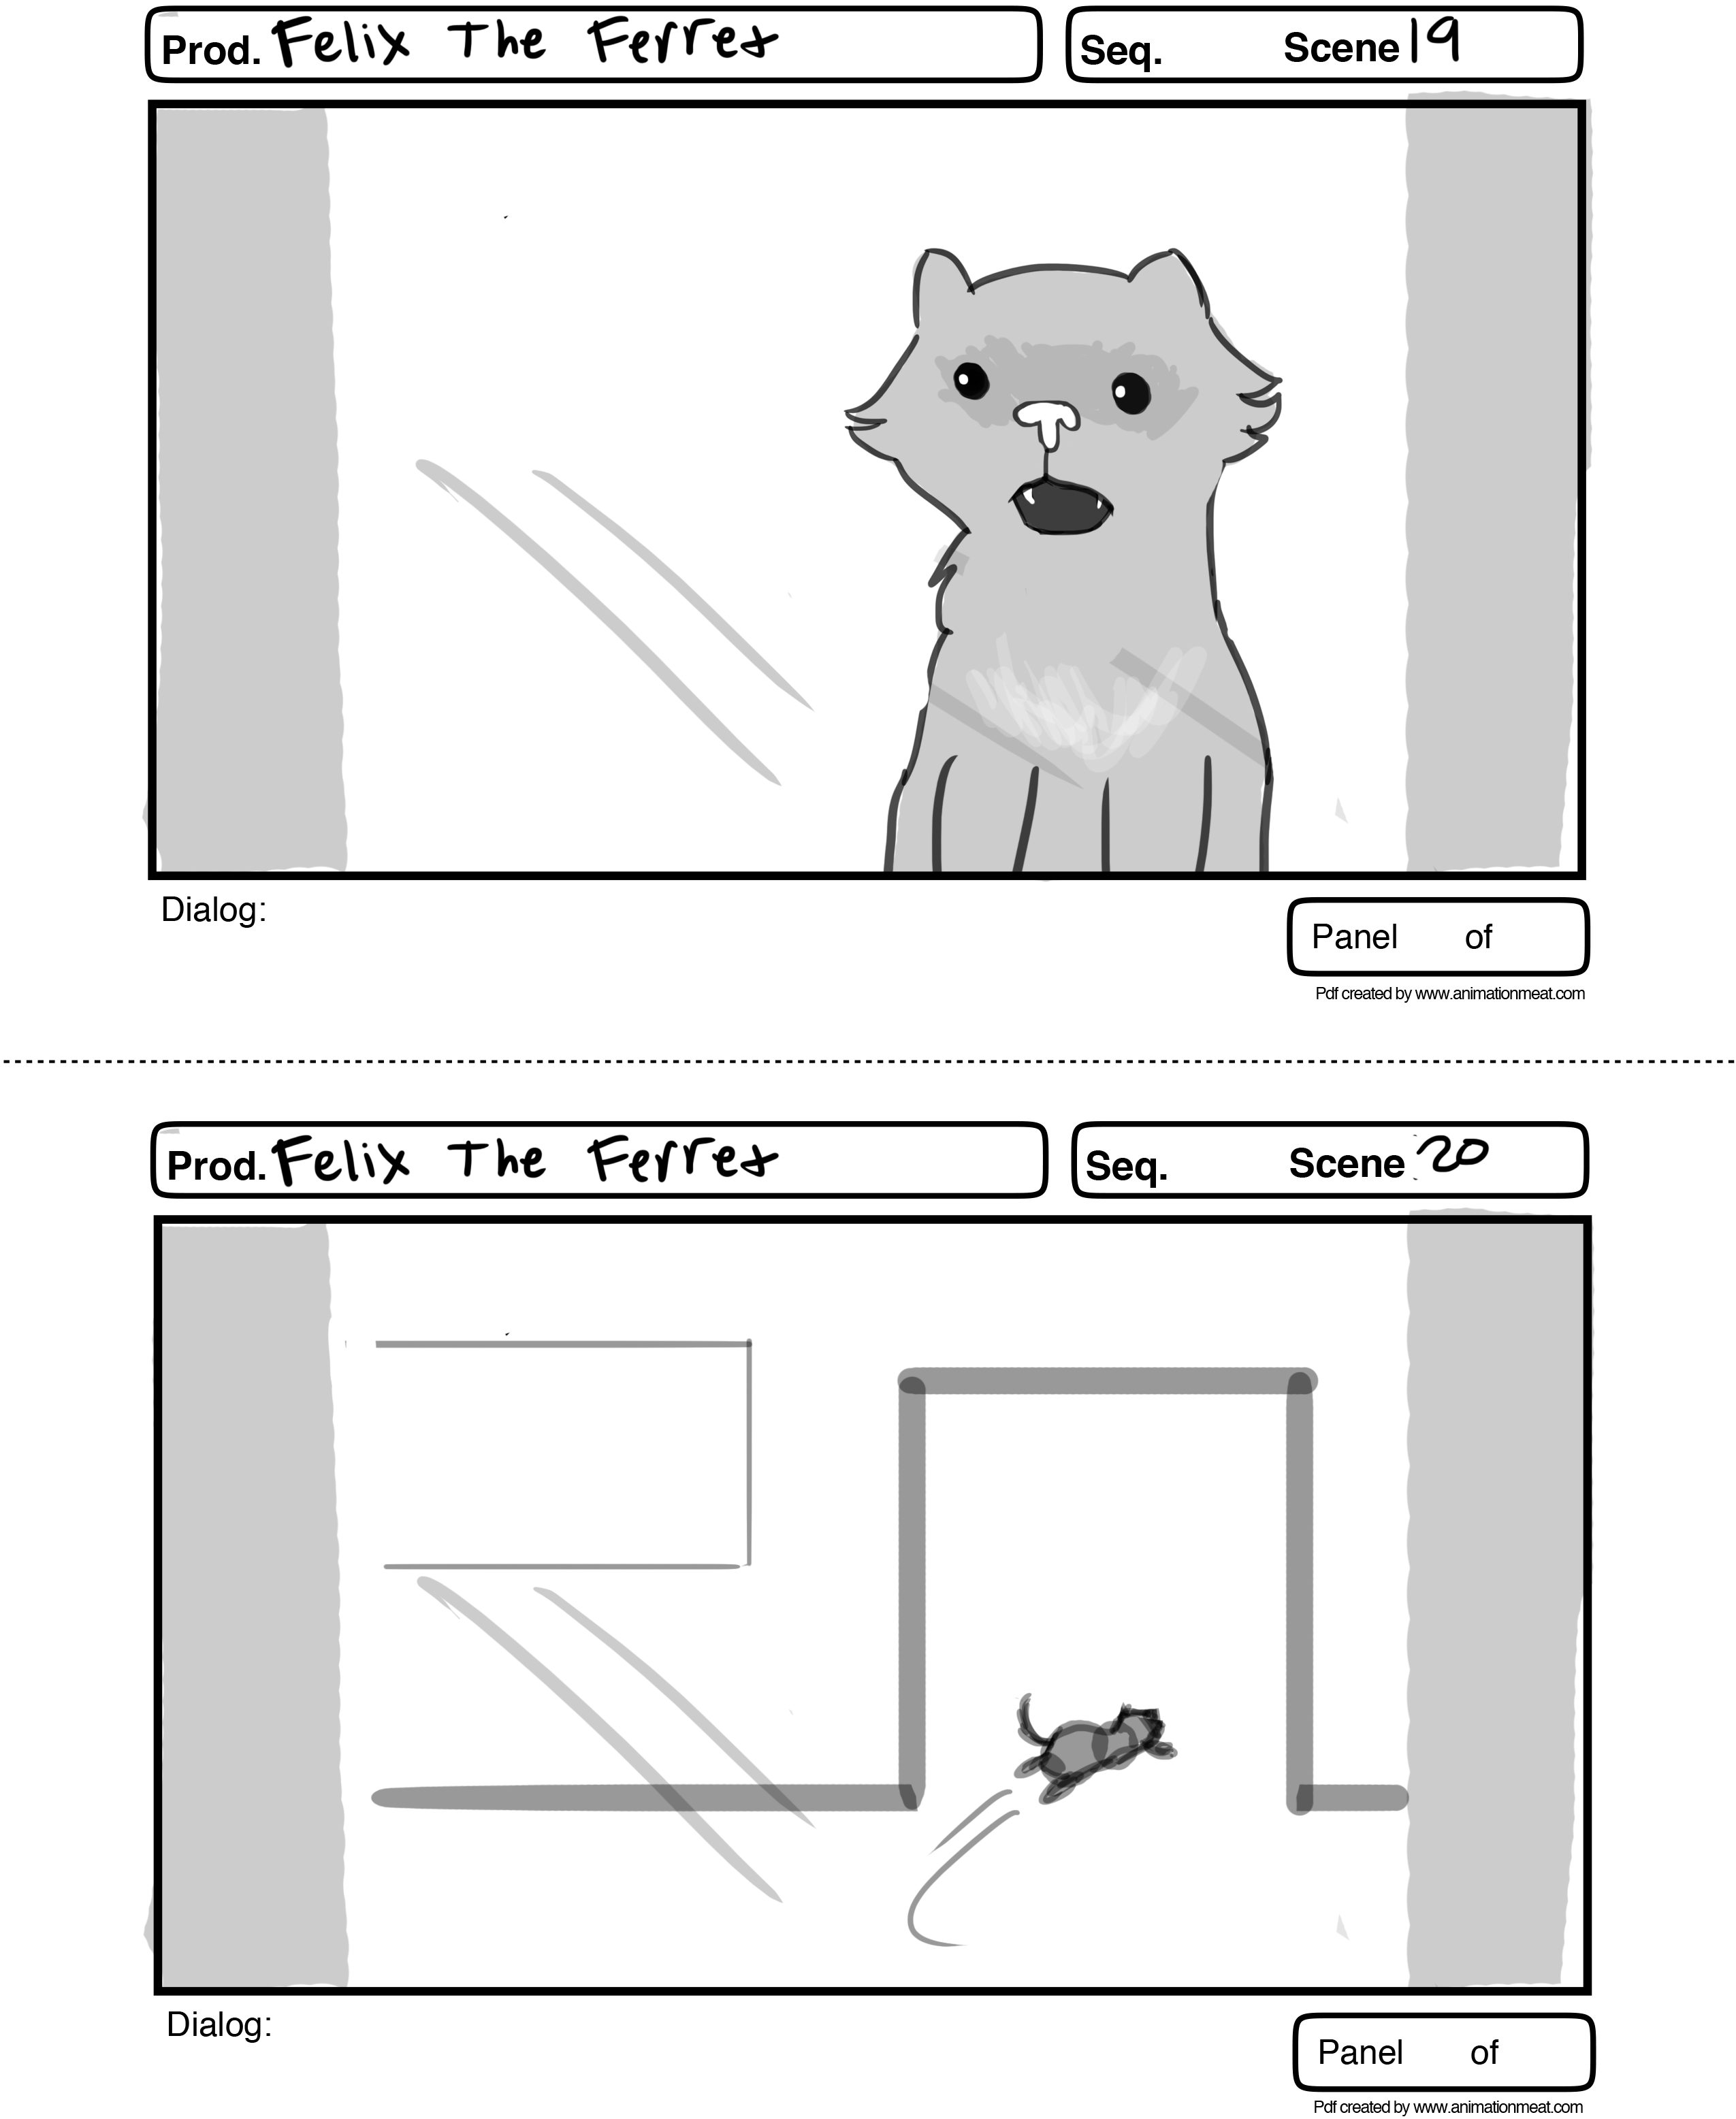 Prod. Felix The Ferret
Seq. Scene 19
Dialog:
Panel of
Pdf created by www.animationmeat.com
Prod. Felix The Ferret
Seq. Scene 20
Dialog:
Panel of
Pdf created by www.animationmeat.com